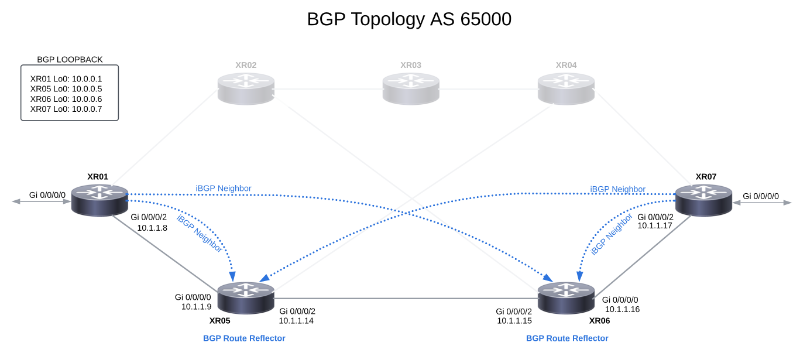 BGP Topology AS 65000
BGP LOOPBACK
XR01 Lo0: 10.0.0.1
XR05 Lo0: 10.0.0.5
XR06 Lo0: 10.0.0.6
XR07 Lo0: 10.0.0.7
XR02
XR03
XR04
XR01
XR07
Gi 0/0/0/0
iBGP Neighbor
iBGP Neighbor
Gi 0/0/0/0
Gi 0/0/0/2
10.1.1.8
iBGP Neighbor
iBGP Neighbor
Gi 0/0/0/2
10.1.1.17
Gi 0/0/0/0
10.1.1.9
XR05
Gi 0/0/0/2
10.1.1.14
Gi 0/0/0/2
10.1.1.15
Gi 0/0/0/0
10.1.1.16
XR06
BGP Route Reflector
BGP Route Reflector